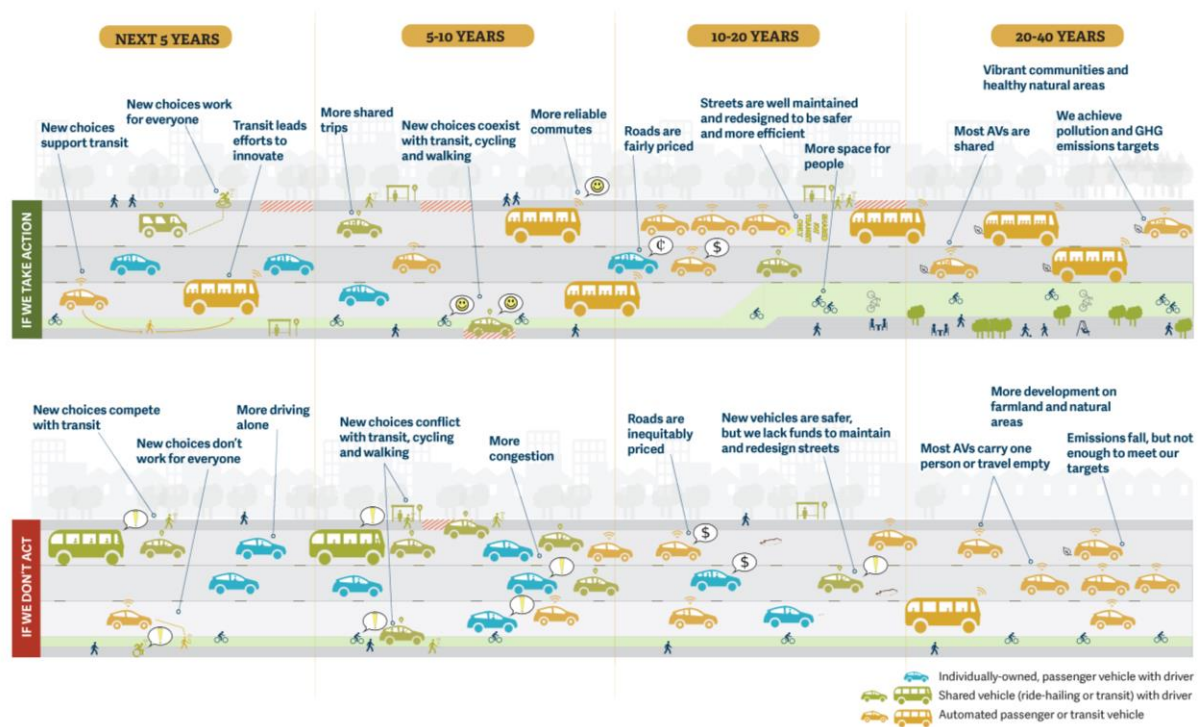 NEXT 5 YEARS
5-10 YEARS
10-20 YEARS
20-40 YEARS
IF WE TAKE ACTION
New choices
support transit
New choices work
for everyone
Transit leads
efforts to
innovate
More shared
trips
New choices coexist
with transit, cycling
and walking
More reliable
commutes
Roads are
fairly priced
Streets are well maintained
and redesigned to be safer
and more efficient
More space for
people
Vibrant communities and
healthy natural areas
Most AVs are
shared
We achieve
pollution and GHG
emissions targets
¢
$
SHARED
AV
TRANSIT
ONLY
IF WE DON'T ACT
New choices compete
with transit
New choices don't
work for everyone
More driving
alone
New choices conflict
with transit, cycling
and walking
More
congestion
Roads are
inequitably
priced
New vehicles are safer,
but we lack funds to maintain
and redesign streets
More development on
farmland and natural
areas
Most AVs carry one
person or travel empty
Emissions fall, but not
enough to meet our
targets
!
!
$
!
$
!
!
!
!
Individually-owned, passenger vehicle with driver
Shared vehicle (ride-hailing or transit) with driver
Automated passenger or transit vehicle